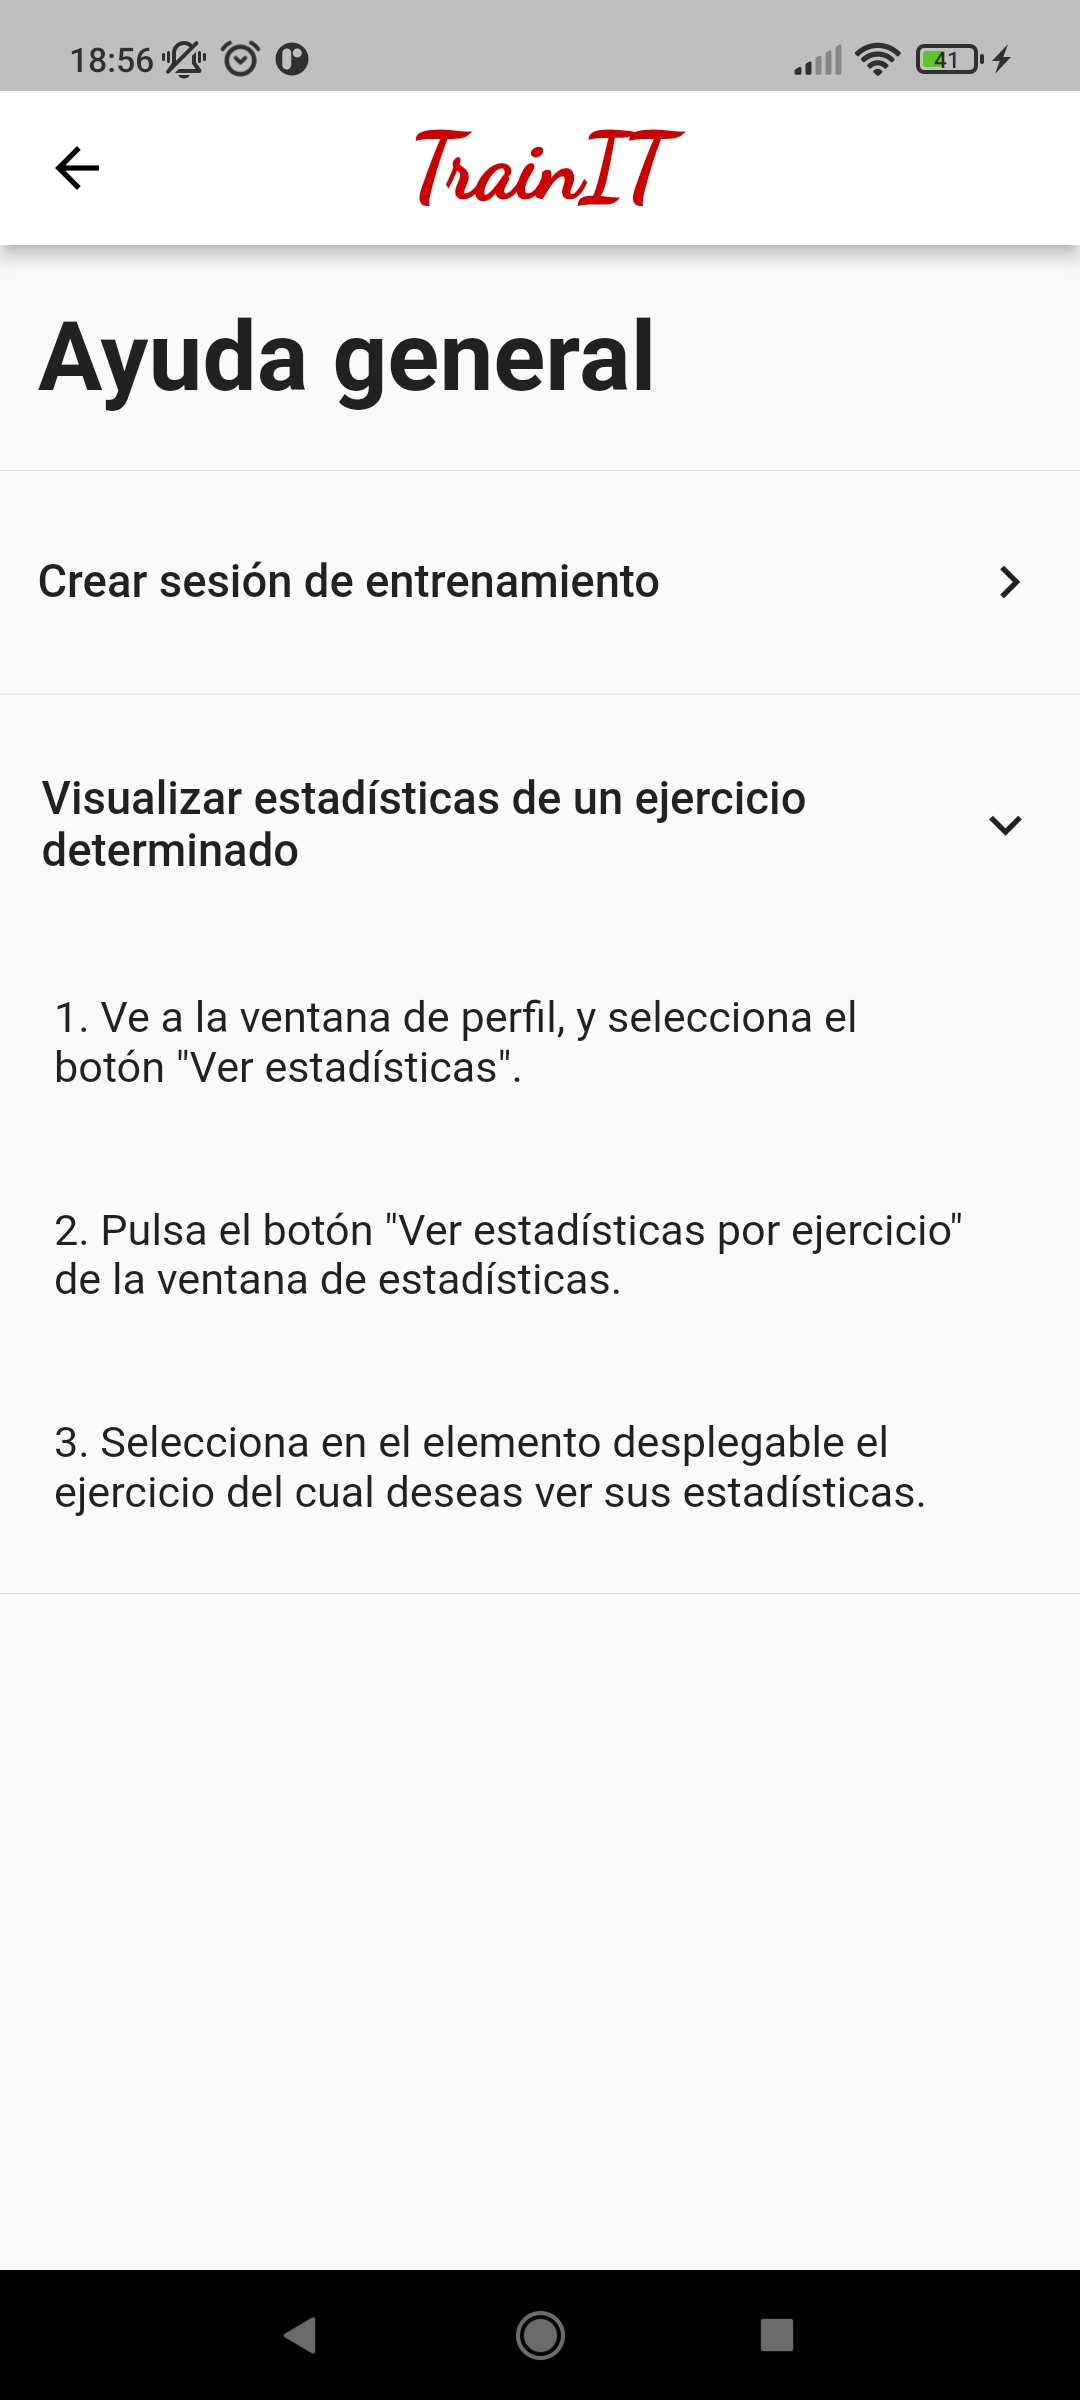 18:56
41
TrainIT
Ayuda general
Crear sesión de entrenamiento
Visualizar estadísticas de un ejercicio
determinado
1. Ve a la ventana de perfil, y selecciona el
botón "Ver estadísticas".
2. Pulsa el botón "Ver estadísticas por ejercicio"
de la ventana de estadísticas.
3. Selecciona en el elemento desplegable el
ejercicio del cual deseas ver sus estadísticas.